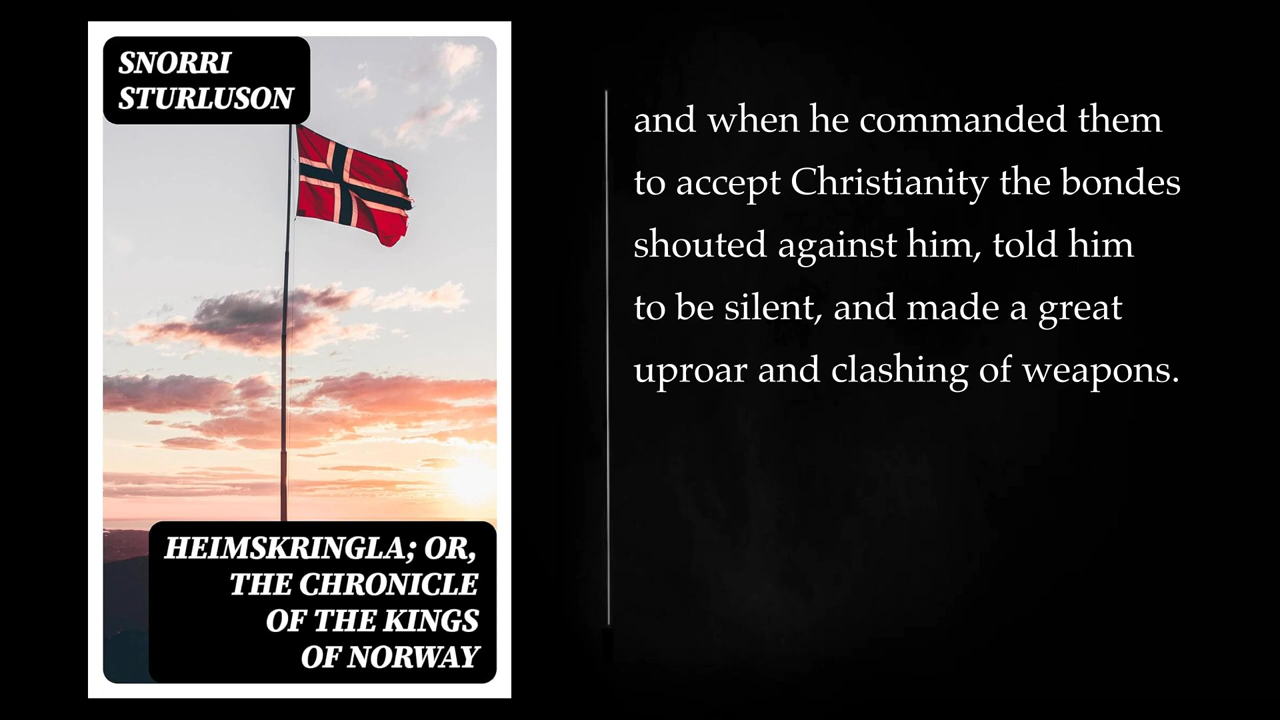 SNORRI
STURLUSON
HEIMSKRINGLA; OR,
THE CHRONICLE
OF THE KINGS
OF NORWAY
and when he commanded them
to accept Christianity the bondes
shouted against him, told him
to be silent, and made a great
uproar and clashing of weapons.